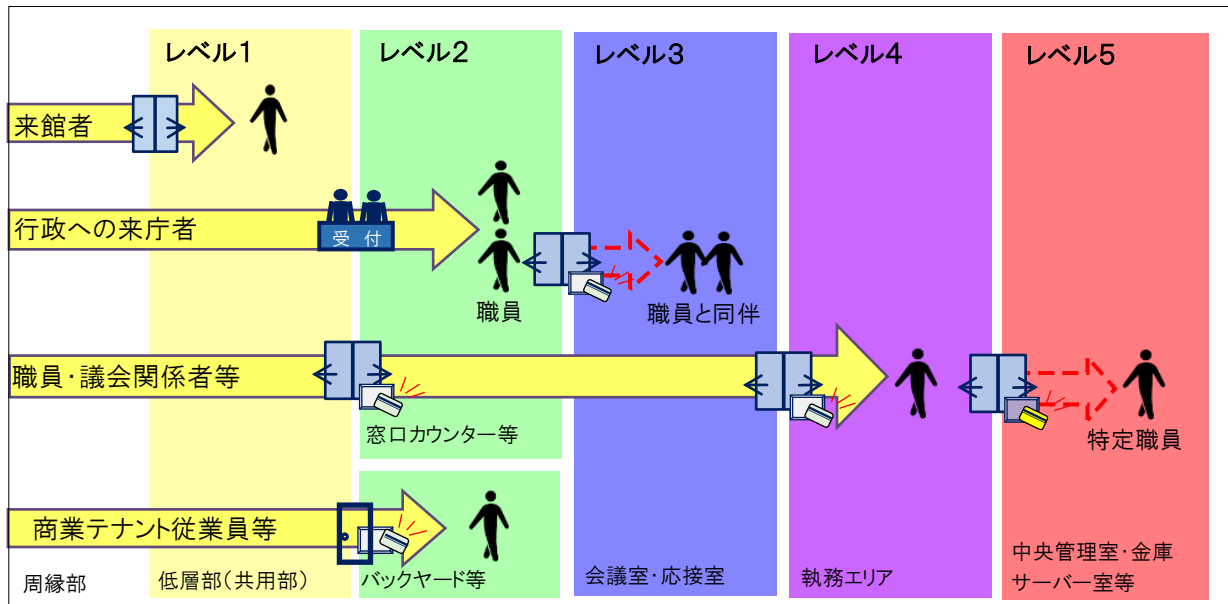 レベル1
レベル2
レベル3
レベル4
レベル5
来館者
行政への来庁者
受 付
職員
職員と同伴
職員・議会関係者等
窓口カウンター等
特定職員
商業テナント従業員等
周縁部
低層部(共用部)
バックヤード等
会議室・応接室
執務エリア
中央管理室・金庫
サーバー室等